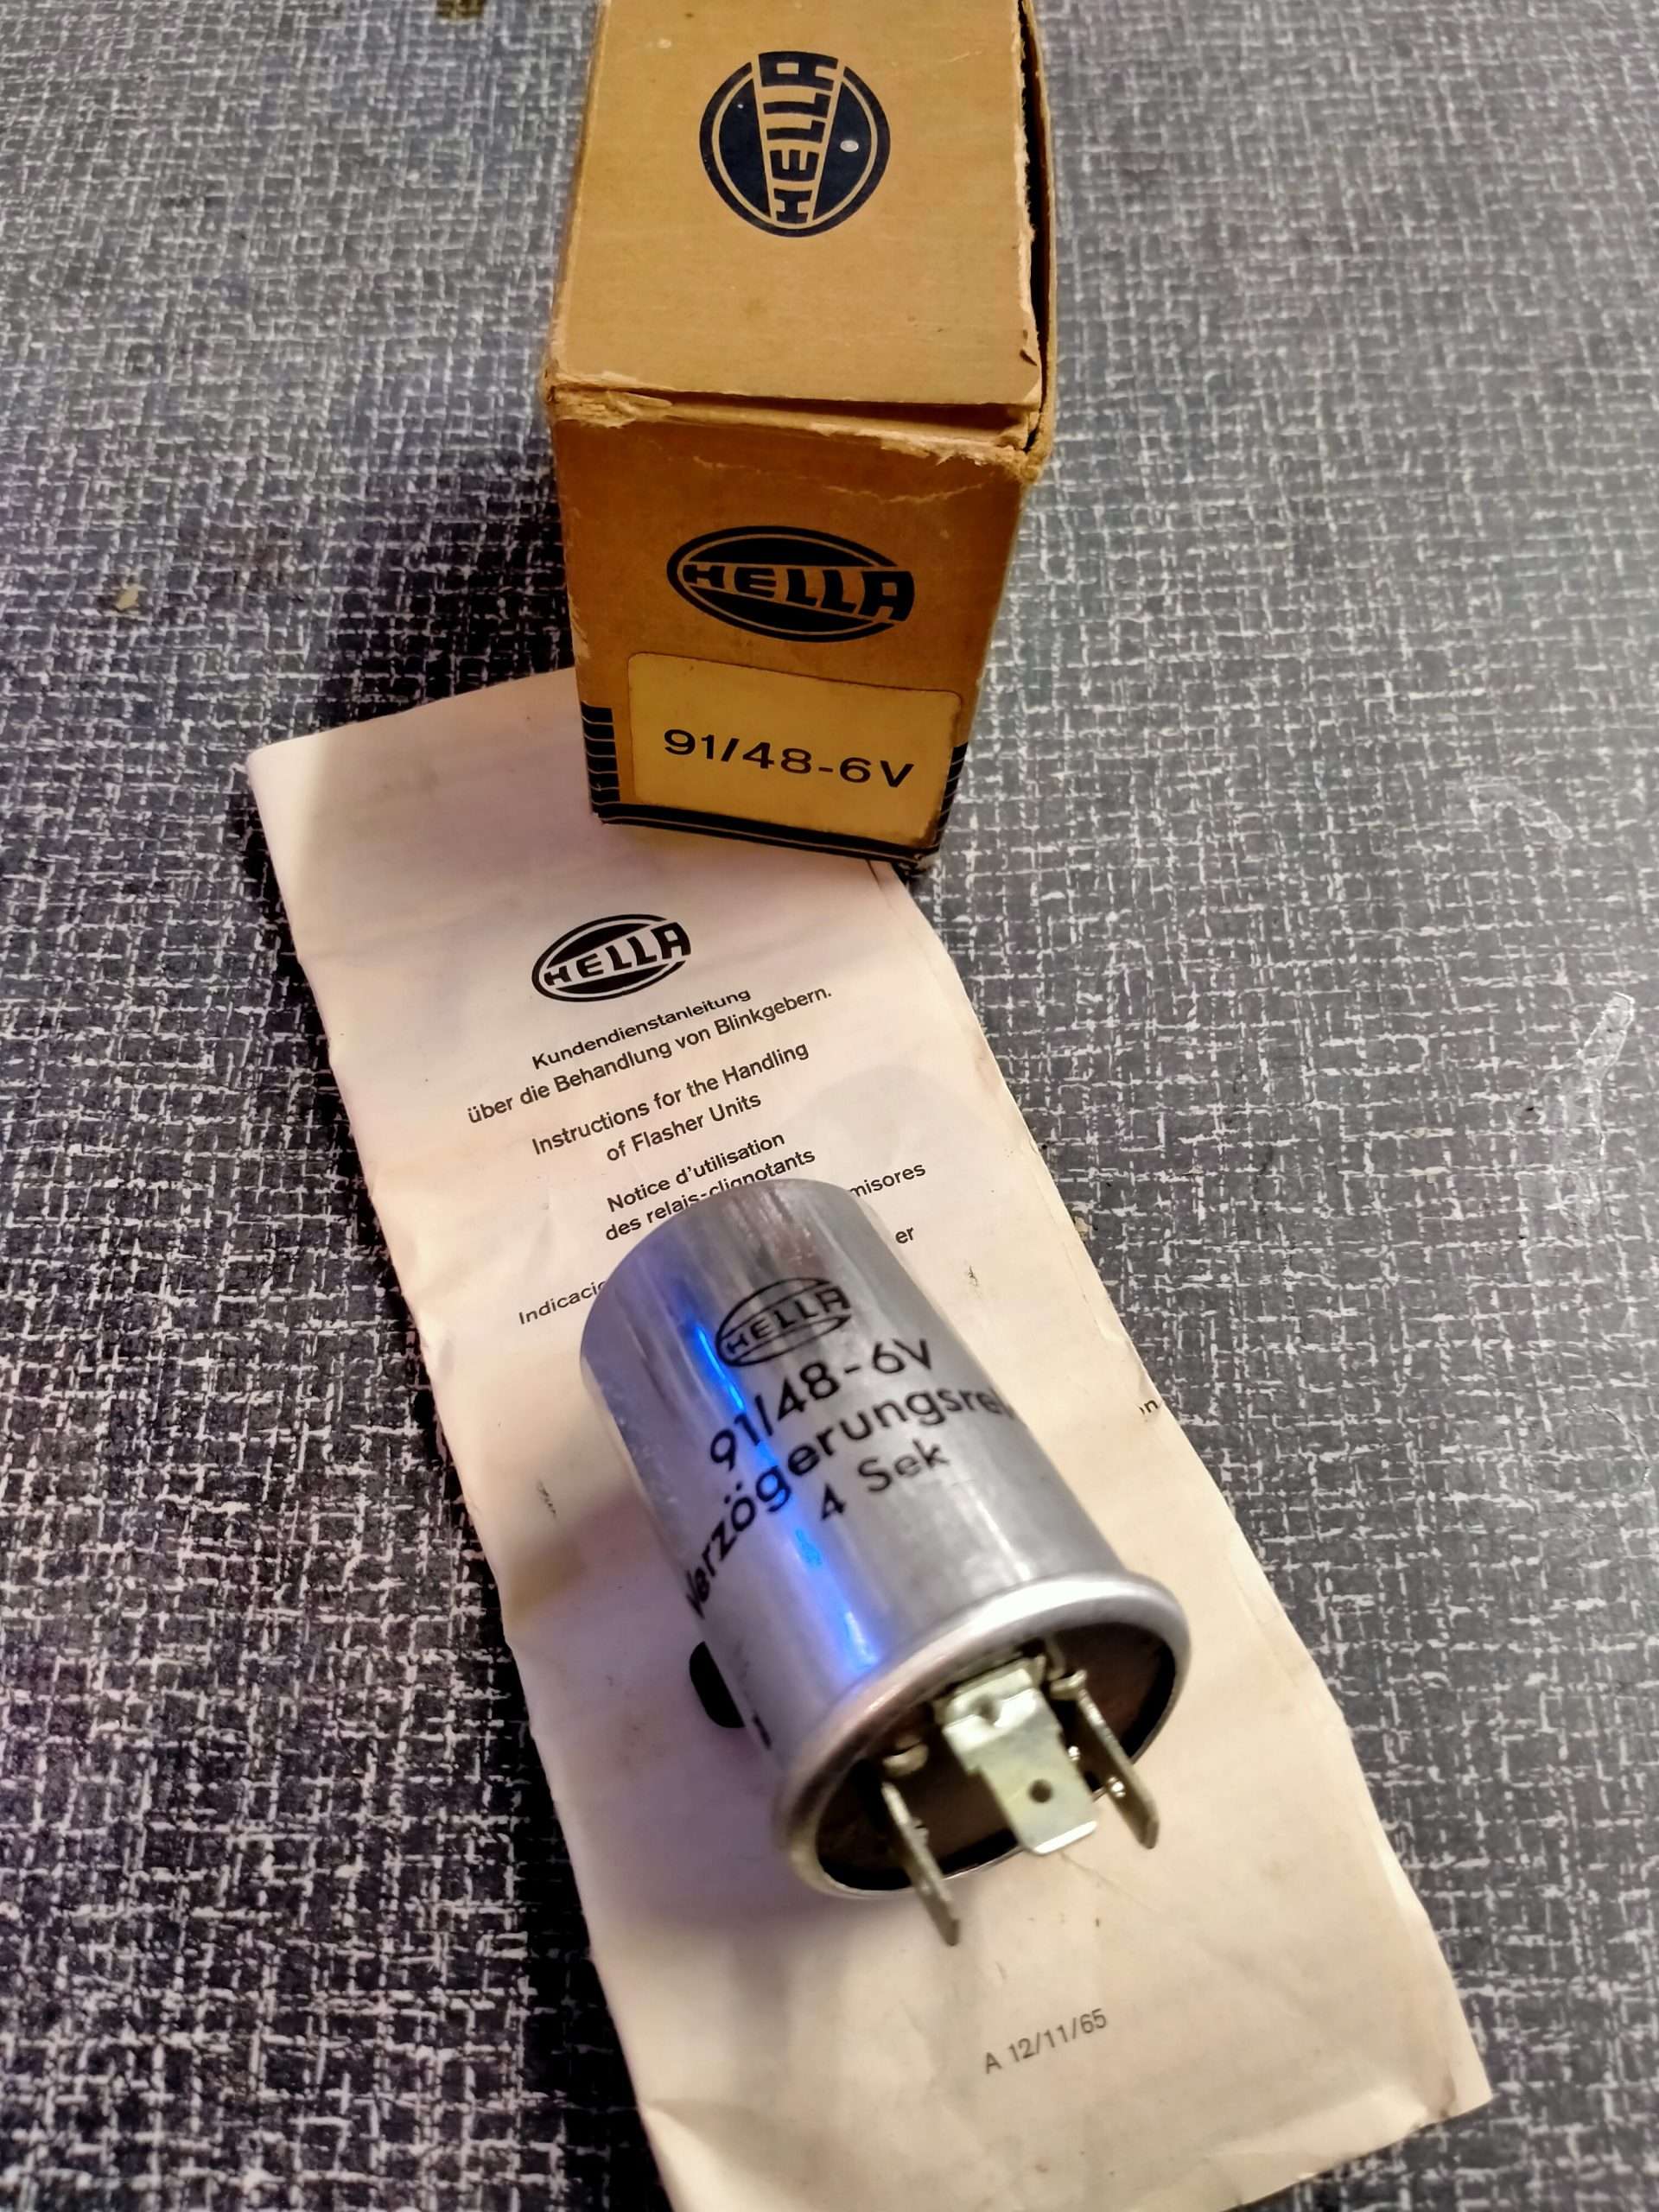 HELLA
HELLA
91/48-6V
HELLA
Kundendienstanleitung
über die Behandlung von Blinkgebern.
Instructions for the Handling
of Flasher Units
Notice d'utilisation
des relais-clignotants
HELLA
91/48-6V
4 Sek
A 12/11/65